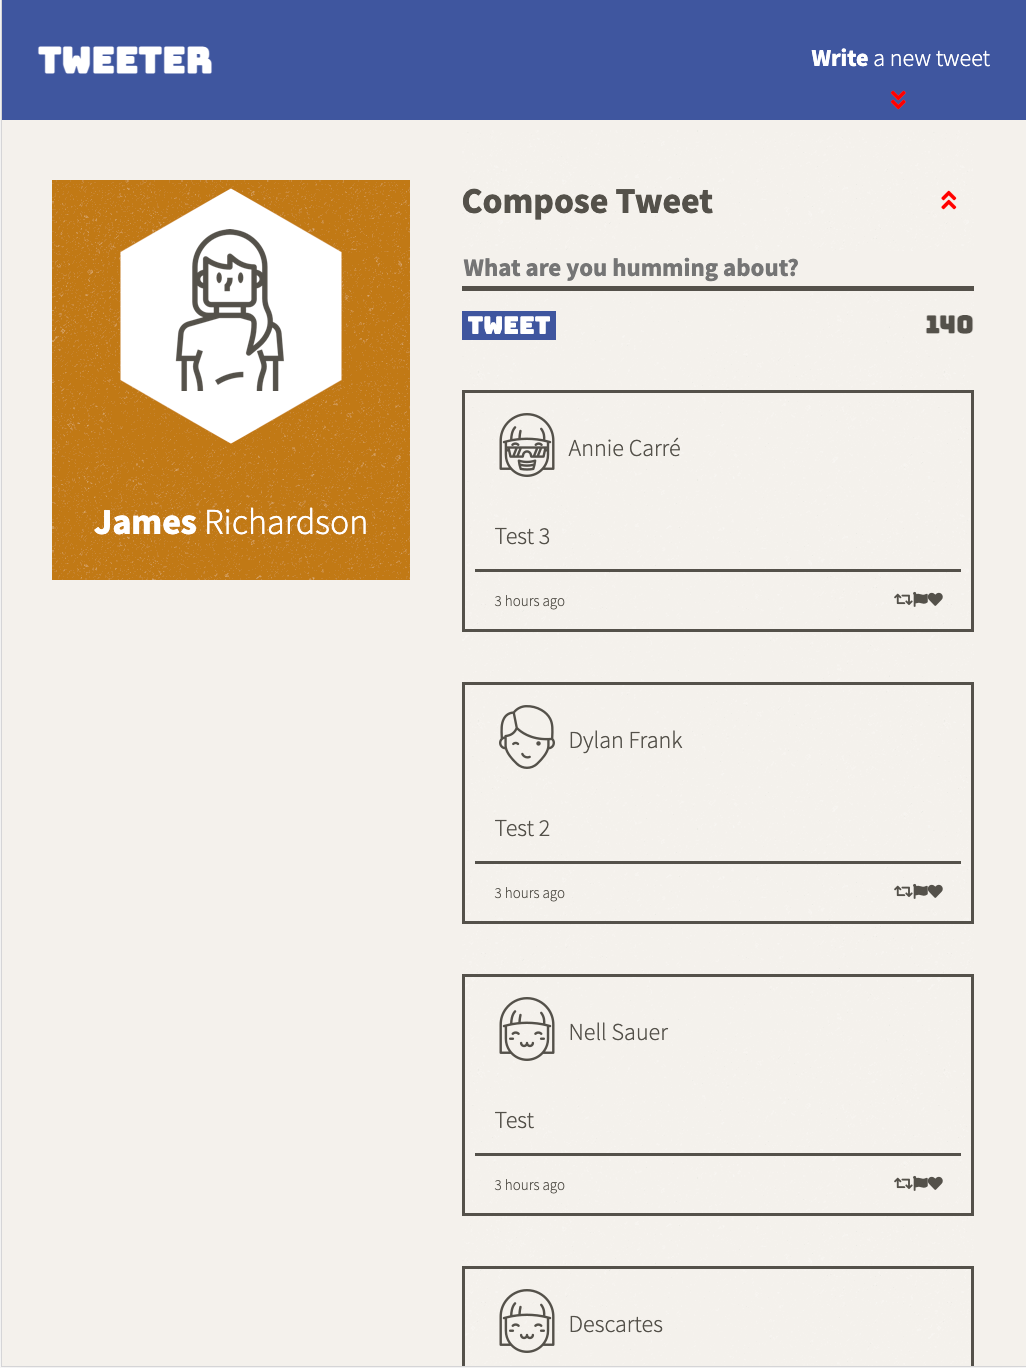 TWEETER
Write a new tweet
James Richardson
Compose Tweet
What are you humming about?
TWEET
140
Annie Carré
Test 3
3 hours ago
Dylan Frank
Test 2
3 hours ago
Nell Sauer
Test
3 hours ago
Descartes